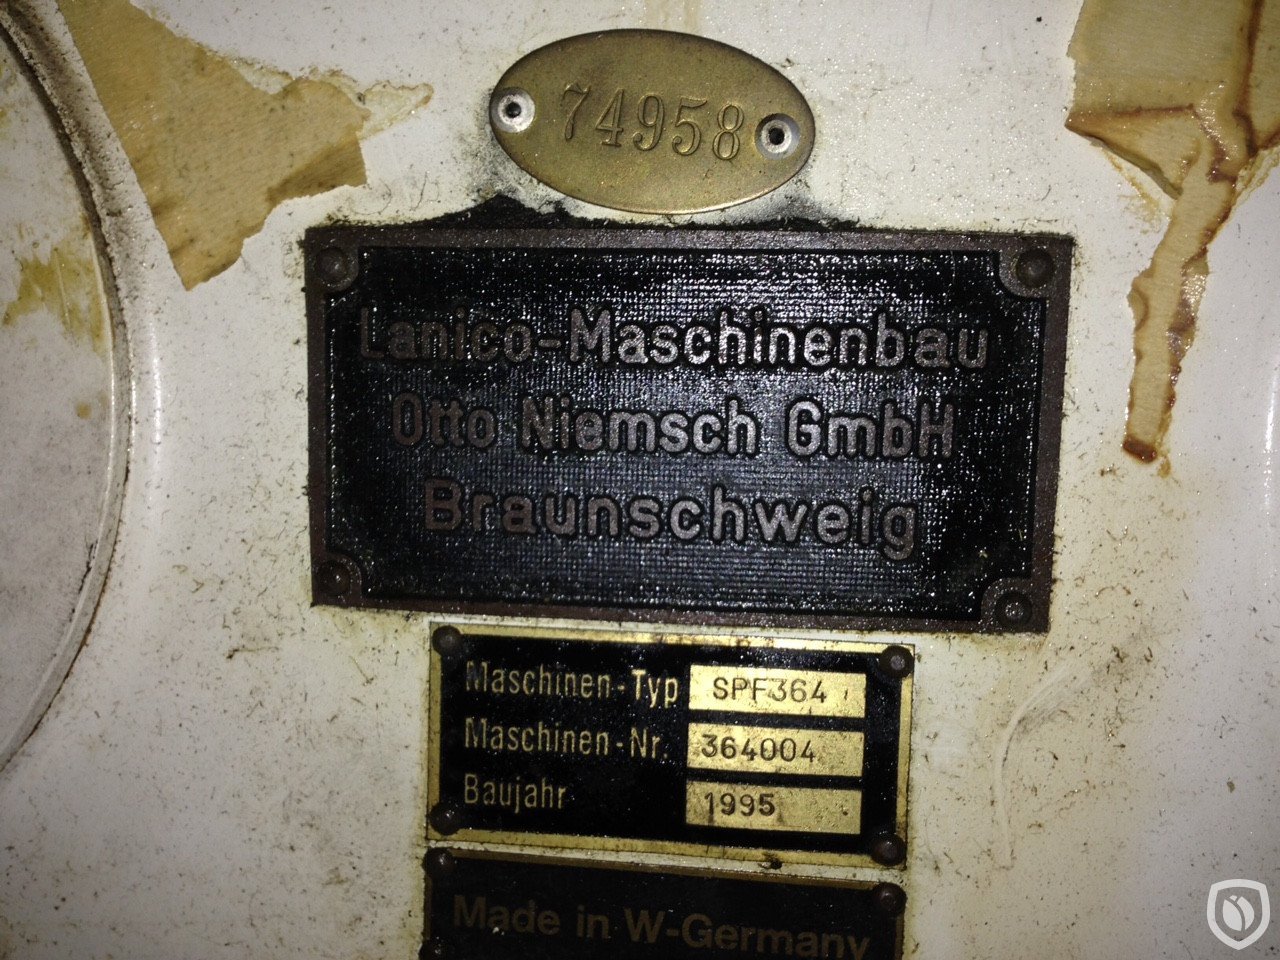 74958
Lanico-Maschinenbau
Otto Niemsch GmbH
Braunschweig
Maschinen-Typ SPF364
Maschinen-Nr. 364004
Baujahr 1995
Made in W-Germany